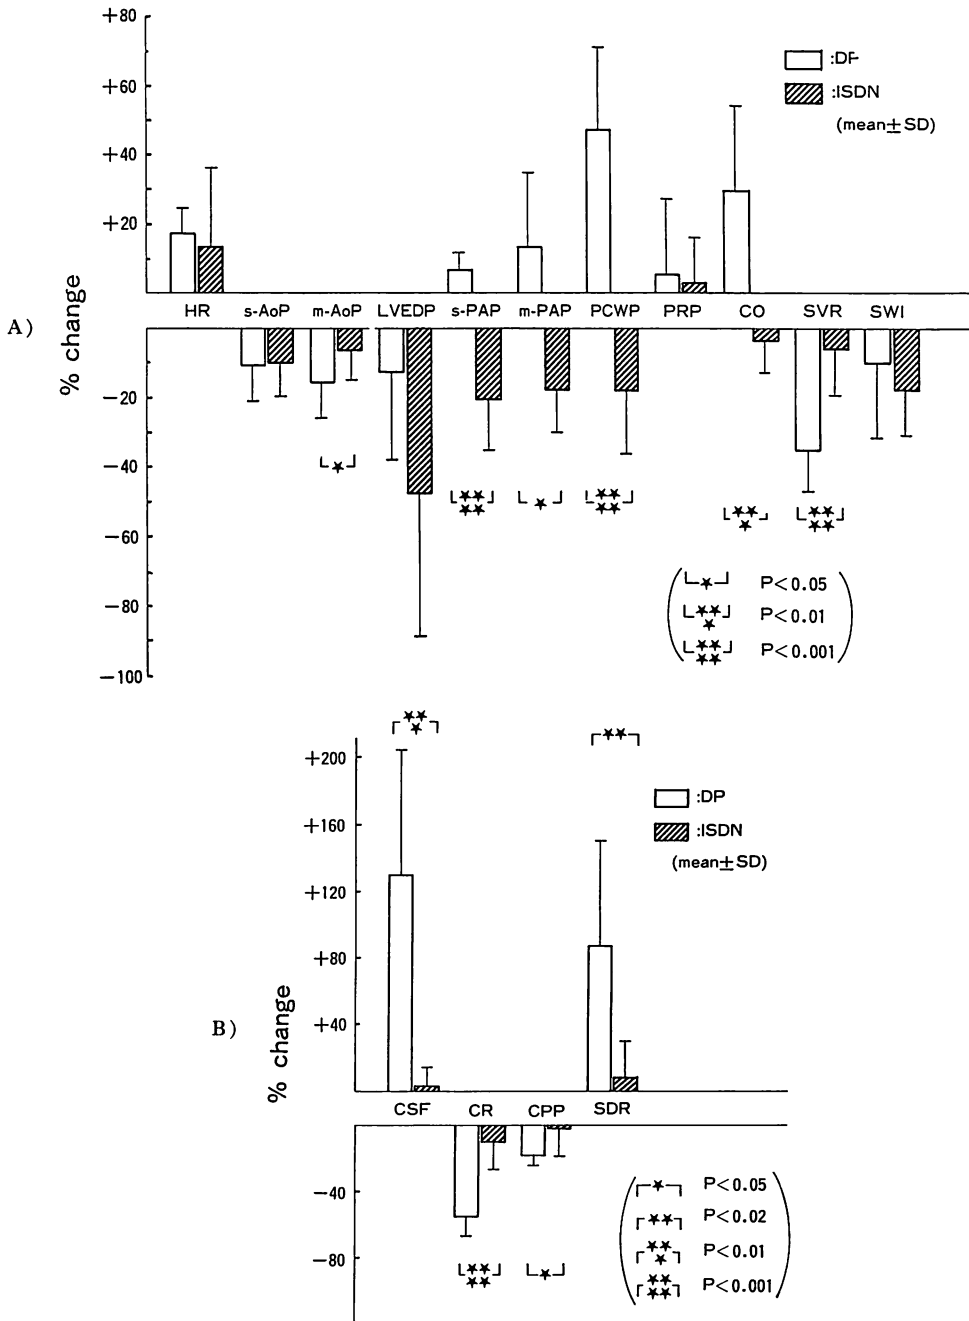 +80
+60
+40
+20
:DP
:ISDN
(mean±SD)
HR s-AoP m-AoP LVEDP s-PAP m-PAP PCWP PRP CO SVR SWI
A)
% change
−20
−40
−60
−80
−100
★
★★★★
★
★★★★
★★★
★★★★
★ P<0.05
★★★ P<0.01
★★★★ P<0.001
★★★
★★
+200
+160
+120
+80
+40
:DP
:ISDN
(mean±SD)
B)
% change
CSF CR CPP SDR
−40
−80
★★★★
★
★ P<0.05
★★ P<0.02
★★★ P<0.01
★★★★ P<0.001